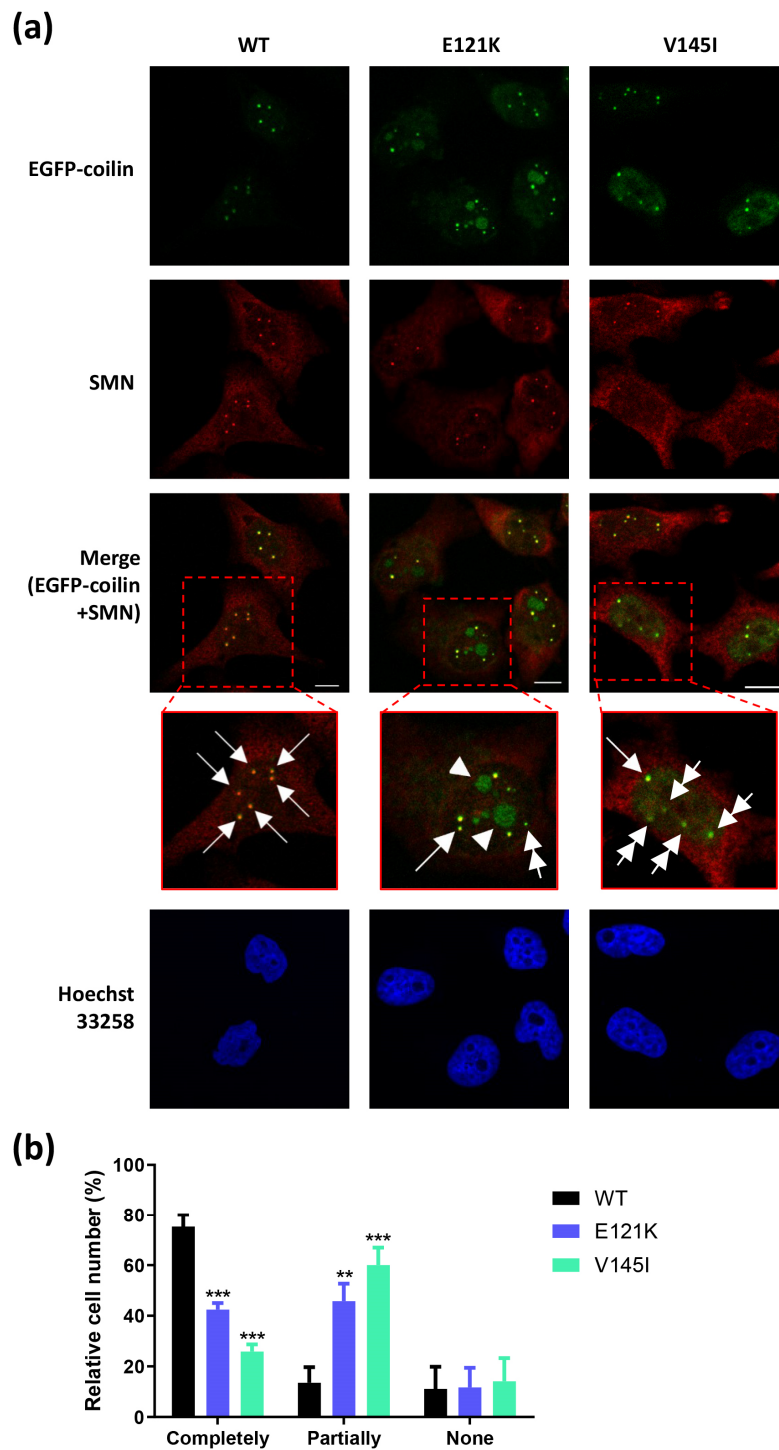 (a)
WT E121K V145I
EGFP-coilin
SMN
Merge
(EGFP-coilin
+SMN)
Hoechst
33258
(b)
Relative cell number (%)
100
80
60
40
20
0
*** *** ** ***
Completely Partially None
WT
E121K
V145I